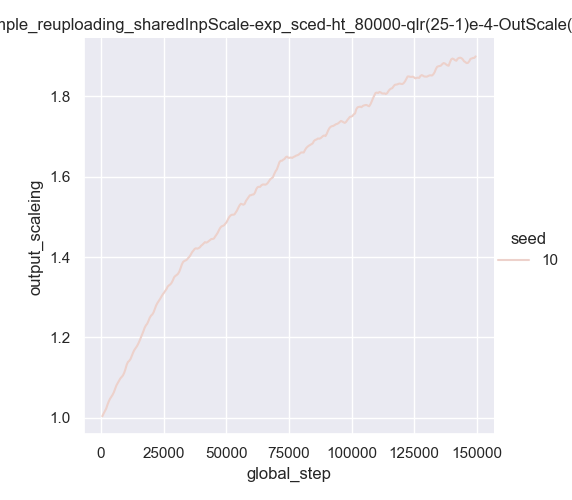 mple_reuploading_sharedInpScale-exp_sced-ht_80000-qlr(25-1)e-4-OutScale(
1.8
1.6
1.4
1.2
1.0
output_scaleing
0 25000 50000 75000 100000 125000 150000
global_step
seed
10